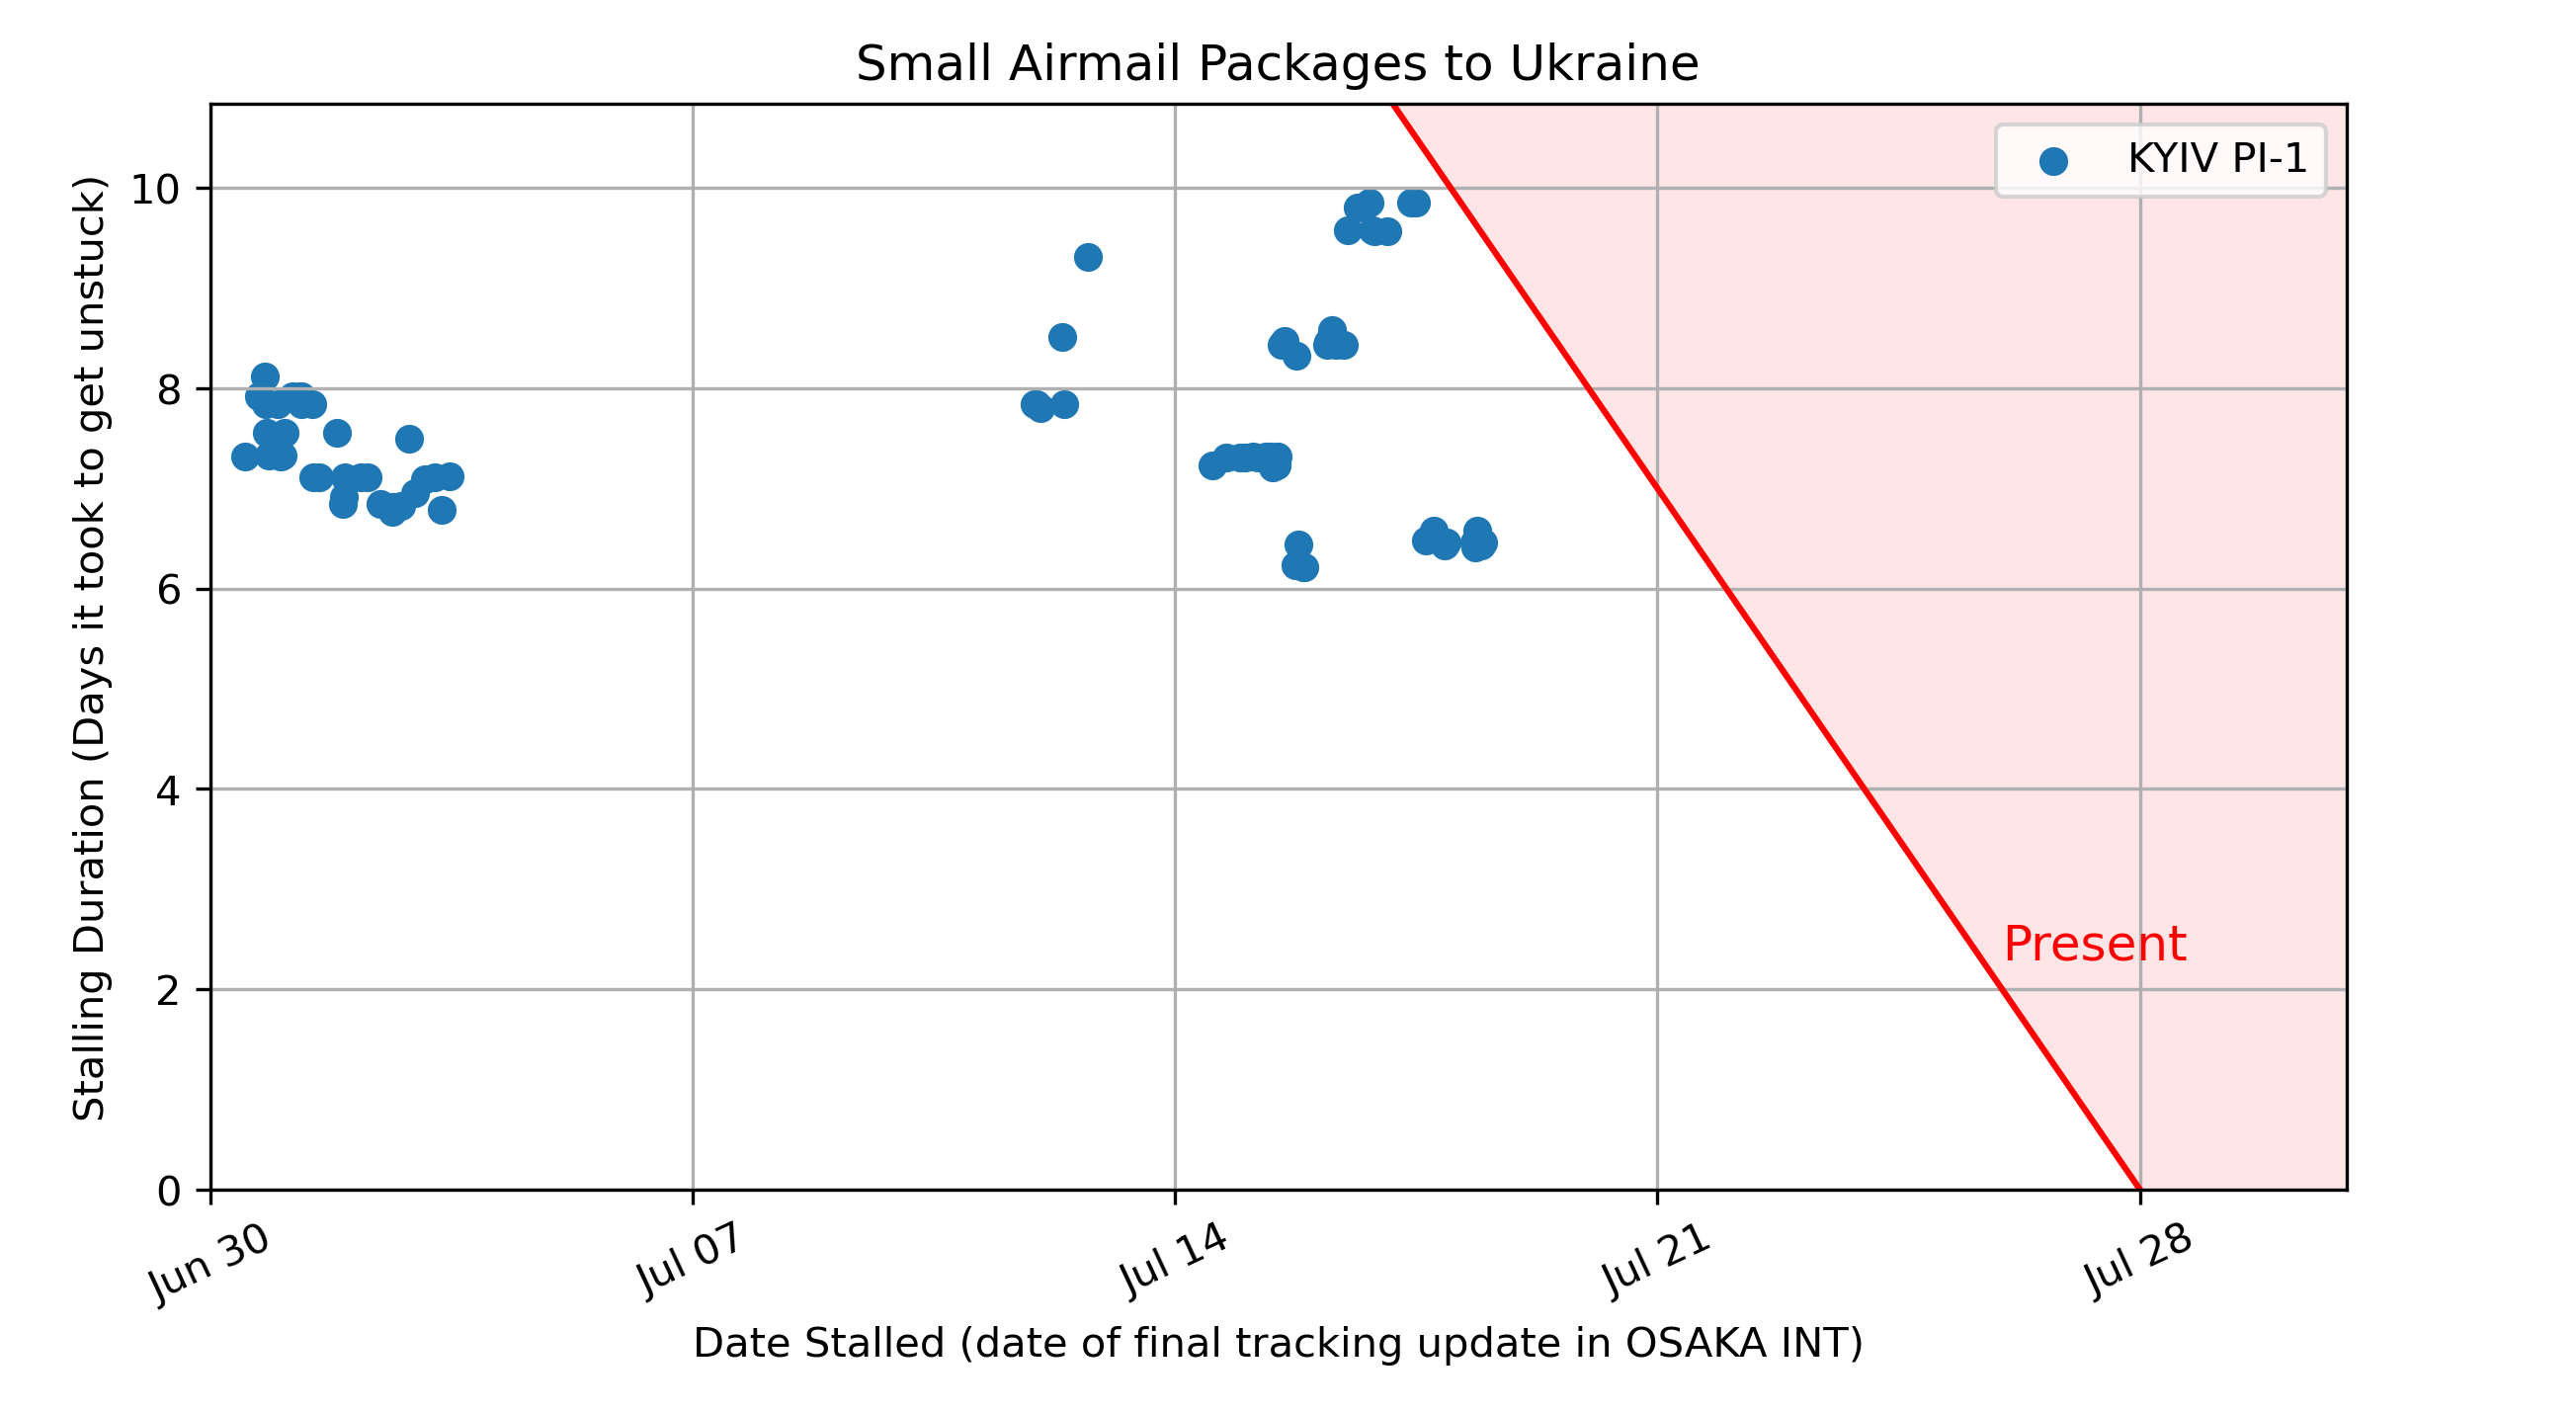 Small Airmail Packages to Ukraine
KYIV PI-1
Stalling Duration (Days it took to get unstuck)
10
8
6
4
2
0
Present
Jun 30
Jul 07
Jul 14
Jul 21
Jul 28
Date Stalled (date of final tracking update in OSAKA INT)